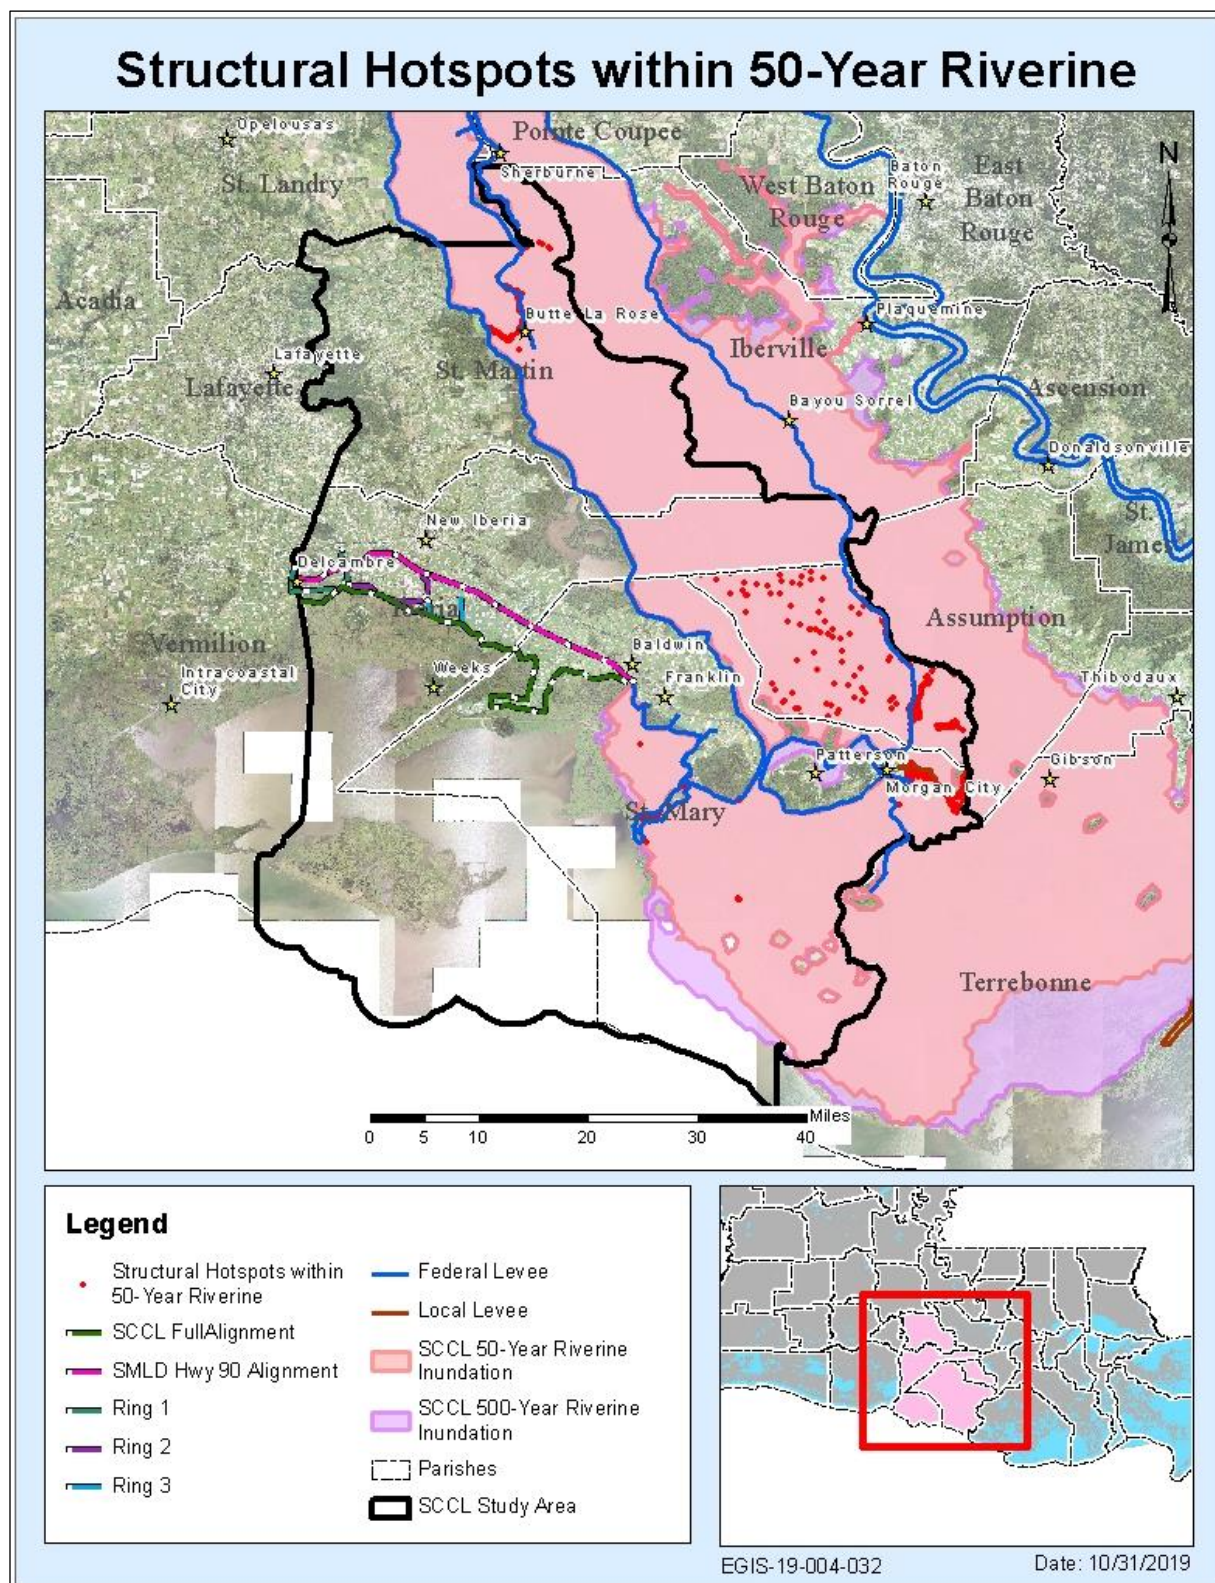 Structural Hotspots within 50-Year Riverine
Opelousas
Pointe Coupee
Sherburne
St. Landry
West Baton
Rouge
Baton
Rouge
East
Baton
Rouge
N
Acadia
Butte La Rose
Plaquemine
Iberville
Lafayette
Lafayette
St. Martin
Ascension
Bayou Sorrel
Donaldsonville
New Iberia
St.
James
Delcambre
Assumption
Vermilion
Baldwin
Intracoastal
City
Weeks
Franklin
Thibodaux
Patterson
Gibson
Morgan City
St. Mary
Terrebonne
Miles
0 5 10 20 30 40
Legend
Structural Hotspots within
50-Year Riverine
SCCL FullAlignment
SMLD Hwy 90 Alignment
Ring 1
Ring 2
Ring 3
Federal Levee
Local Levee
SCCL 50-Year Riverine
Inundation
SCCL 500-Year Riverine
Inundation
Parishes
SCCL Study Area
EGIS-19-004-032
Date: 10/31/2019